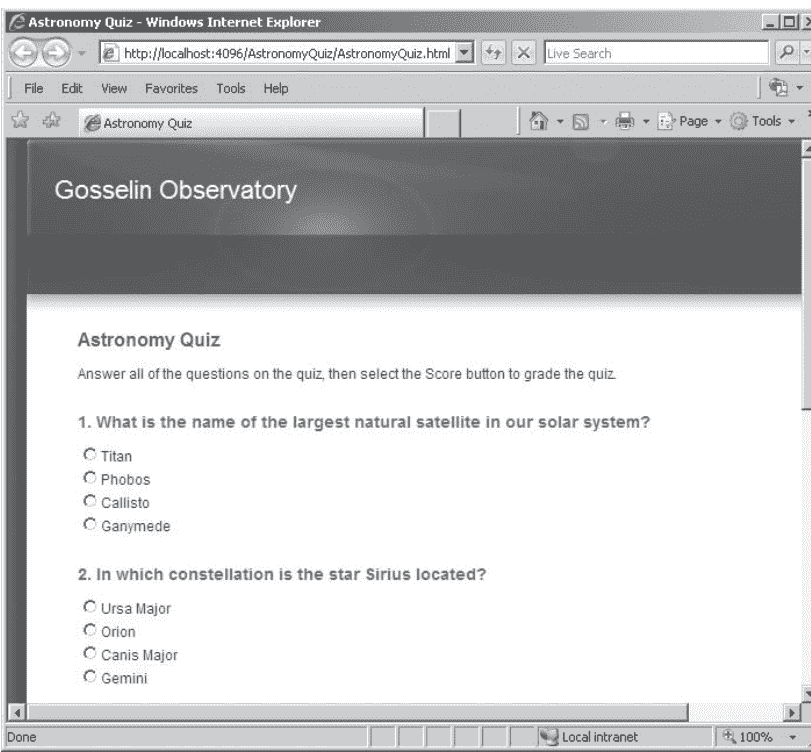 Astronomy Quiz - Windows Internet Explorer
http://localhost:4096/AstronomyQuiz/AstronomyQuiz.html Live Search
File Edit View Favorites Tools Help
Astronomy Quiz Page Tools
Gosselin Observatory
Astronomy Quiz
Answer all of the questions on the quiz, then select the Score button to grade the quiz.
1. What is the name of the largest natural satellite in our solar system?
Titan
Phobos
Callisto
Ganymede
2. In which constellation is the star Sirius located?
Ursa Major
Orion
Canis Major
Gemini
Done Local intranet 100%